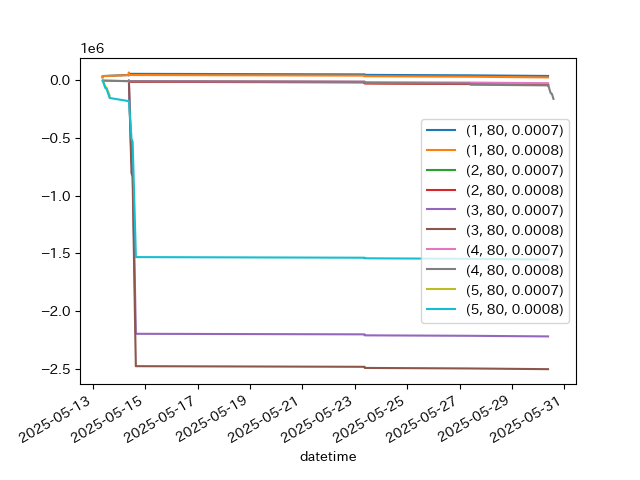 1e6
0.0
−0.5
−1.0
−1.5
−2.0
−2.5
(1, 80, 0.0007)
(1, 80, 0.0008)
(2, 80, 0.0007)
(2, 80, 0.0008)
(3, 80, 0.0007)
(3, 80, 0.0008)
(4, 80, 0.0007)
(4, 80, 0.0008)
(5, 80, 0.0007)
(5, 80, 0.0008)
2025-05-13
2025-05-15
2025-05-17
2025-05-19
2025-05-21
2025-05-23
2025-05-25
2025-05-27
2025-05-29
2025-05-31
datetime